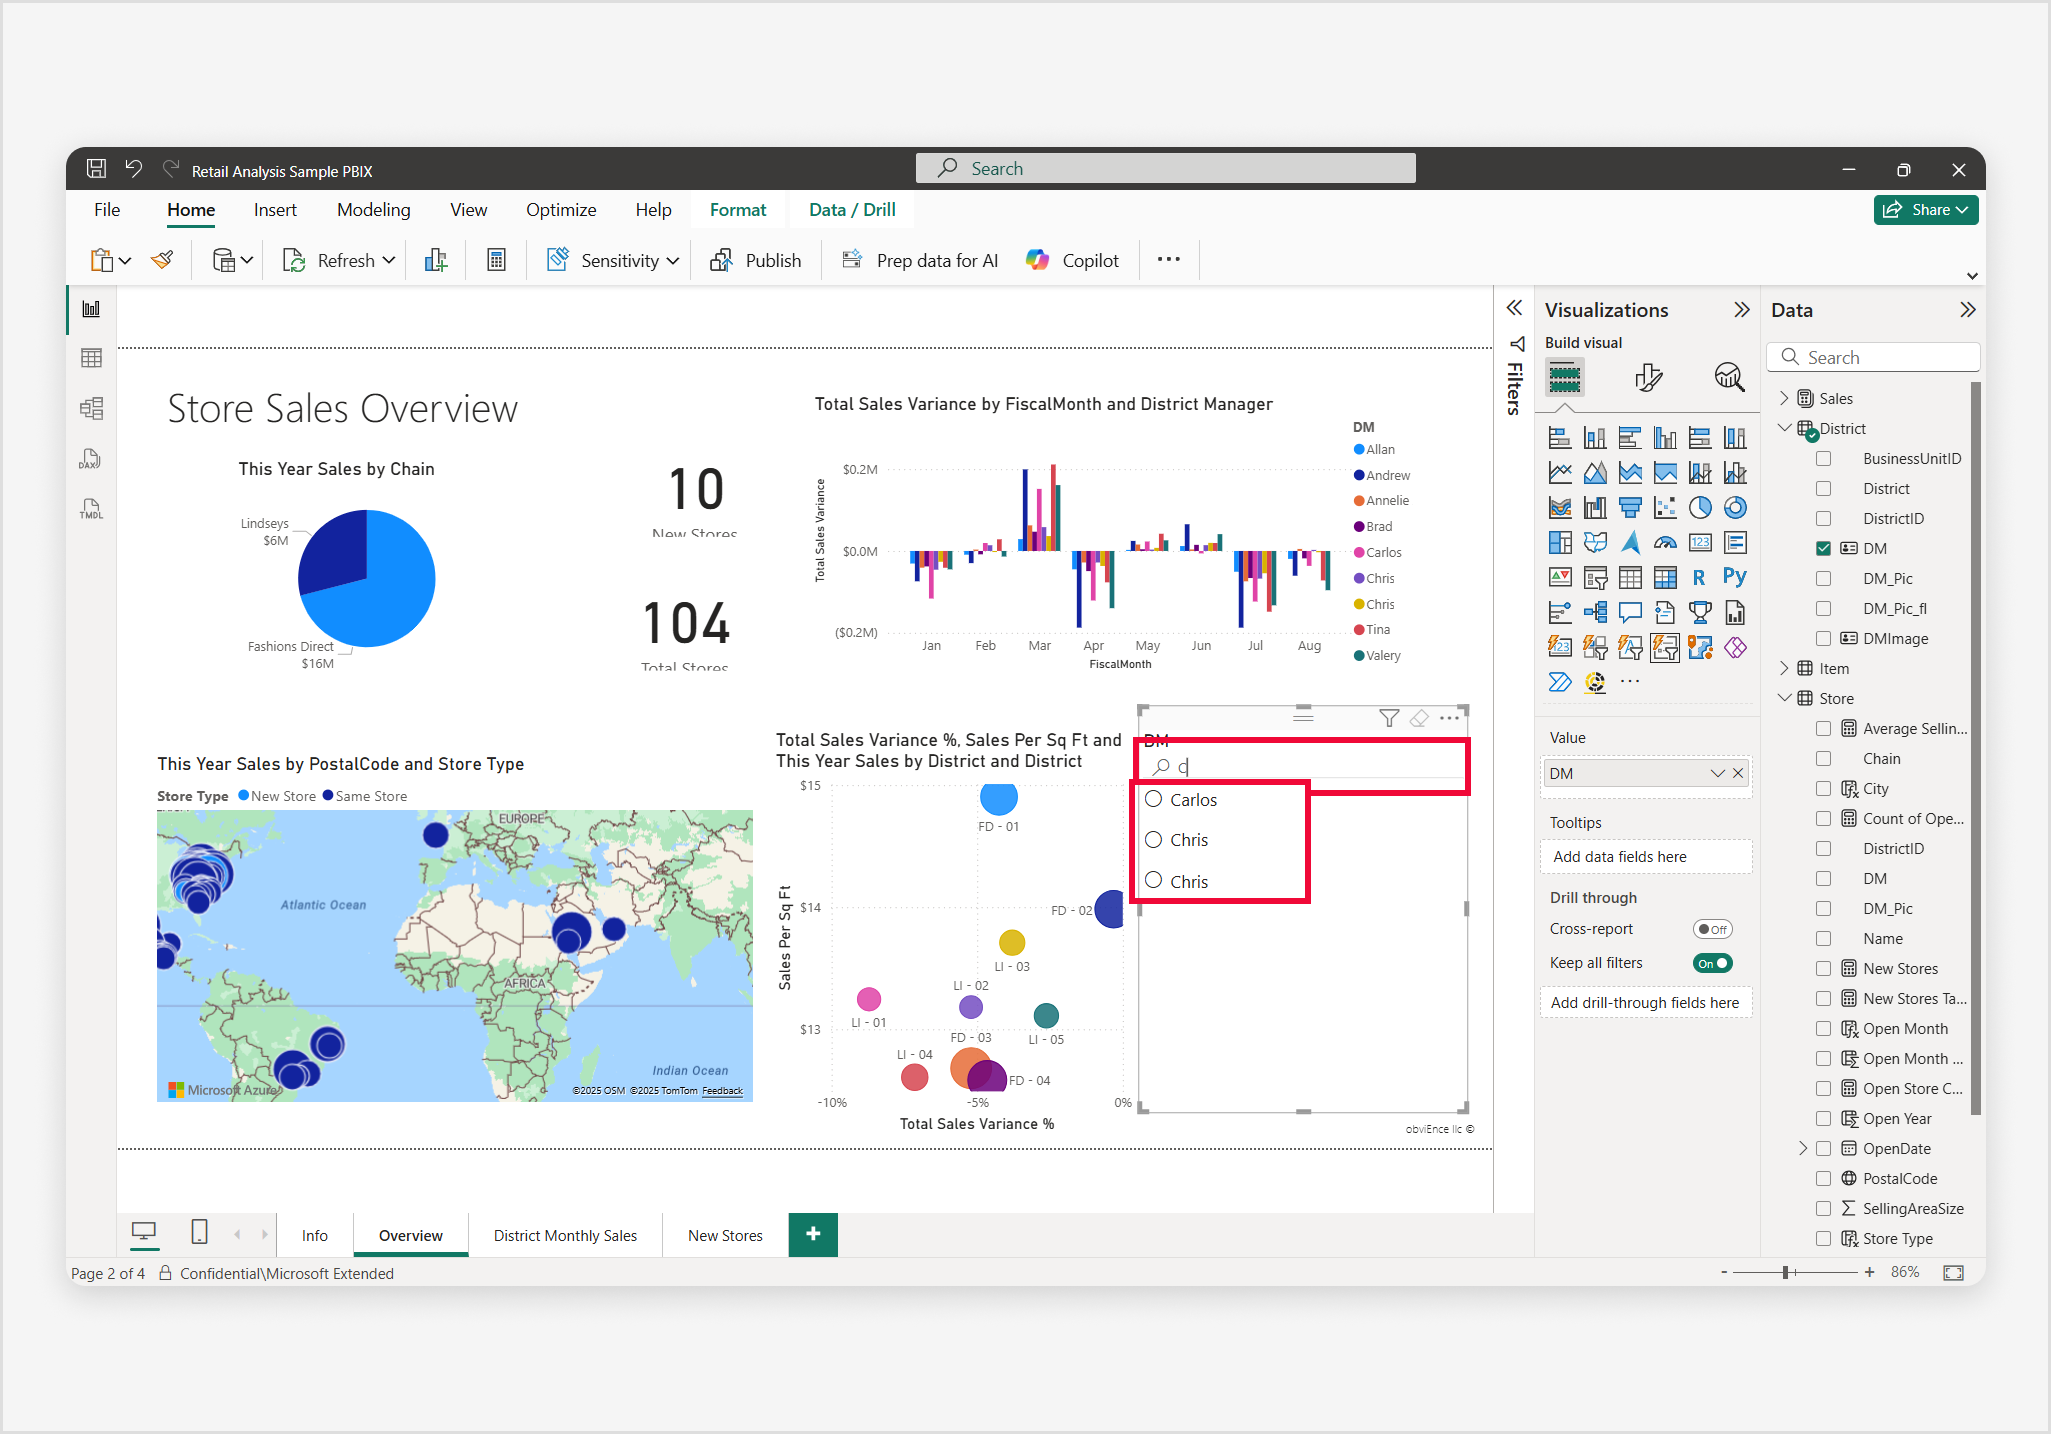 Retail Analysis Sample PBIX
Search
File
Home
Insert
Modeling
View
Optimize
Help
Format
Data / Drill
Share
Refresh
Sensitivity
Publish
Prep data for AI
Copilot
DAX
TMDL
Store Sales Overview
This Year Sales by Chain
Lindseys
$6M
Fashions Direct
$16M
10
New Stores
104
Total Stores
Total Sales Variance by FiscalMonth and District Manager
DM
Allan
Andrew
Annelie
Brad
Carlos
Chris
Chris
Tina
Valery
Total Sales Variance
$0.2M
$0.0M
($0.2M)
Jan
Feb
Mar
Apr
May
Jun
Jul
Aug
FiscalMonth
This Year Sales by PostalCode and Store Type
Store Type
New Store
Same Store
EUROPE
Atlantic Ocean
AFRICA
Indian Ocean
Microsoft Azure
©2025 OSM ©2025 TomTom Feedback
Total Sales Variance %, Sales Per Sq Ft and
This Year Sales by District and District
Sales Per Sq Ft
$15
$14
$13
FD - 01
FD - 02
LI - 03
LI - 02
LI - 01
FD - 03
LI - 05
LI - 04
FD - 04
-10%
-5%
0%
Total Sales Variance %
DM
c
Carlos
Chris
Chris
obviEnce llc ©
Filters
Visualizations
Build visual
123
R
Py
123
Value
DM
Tooltips
Add data fields here
Drill through
Cross-report
Off
Keep all filters
On
Add drill-through fields here
Data
Search
Sales
District
BusinessUnitID
District
DistrictID
DM
DM_Pic
DM_Pic_fl
DMImage
Item
Store
Average Sellin...
Chain
City
Count of Ope...
DistrictID
DM
DM_Pic
Name
New Stores
New Stores Ta...
Open Month
Open Month ...
Open Store C...
Open Year
OpenDate
PostalCode
SellingAreaSize
Store Type
Info
Overview
District Monthly Sales
New Stores
+
Page 2 of 4
Confidential\Microsoft Extended
- + 86%